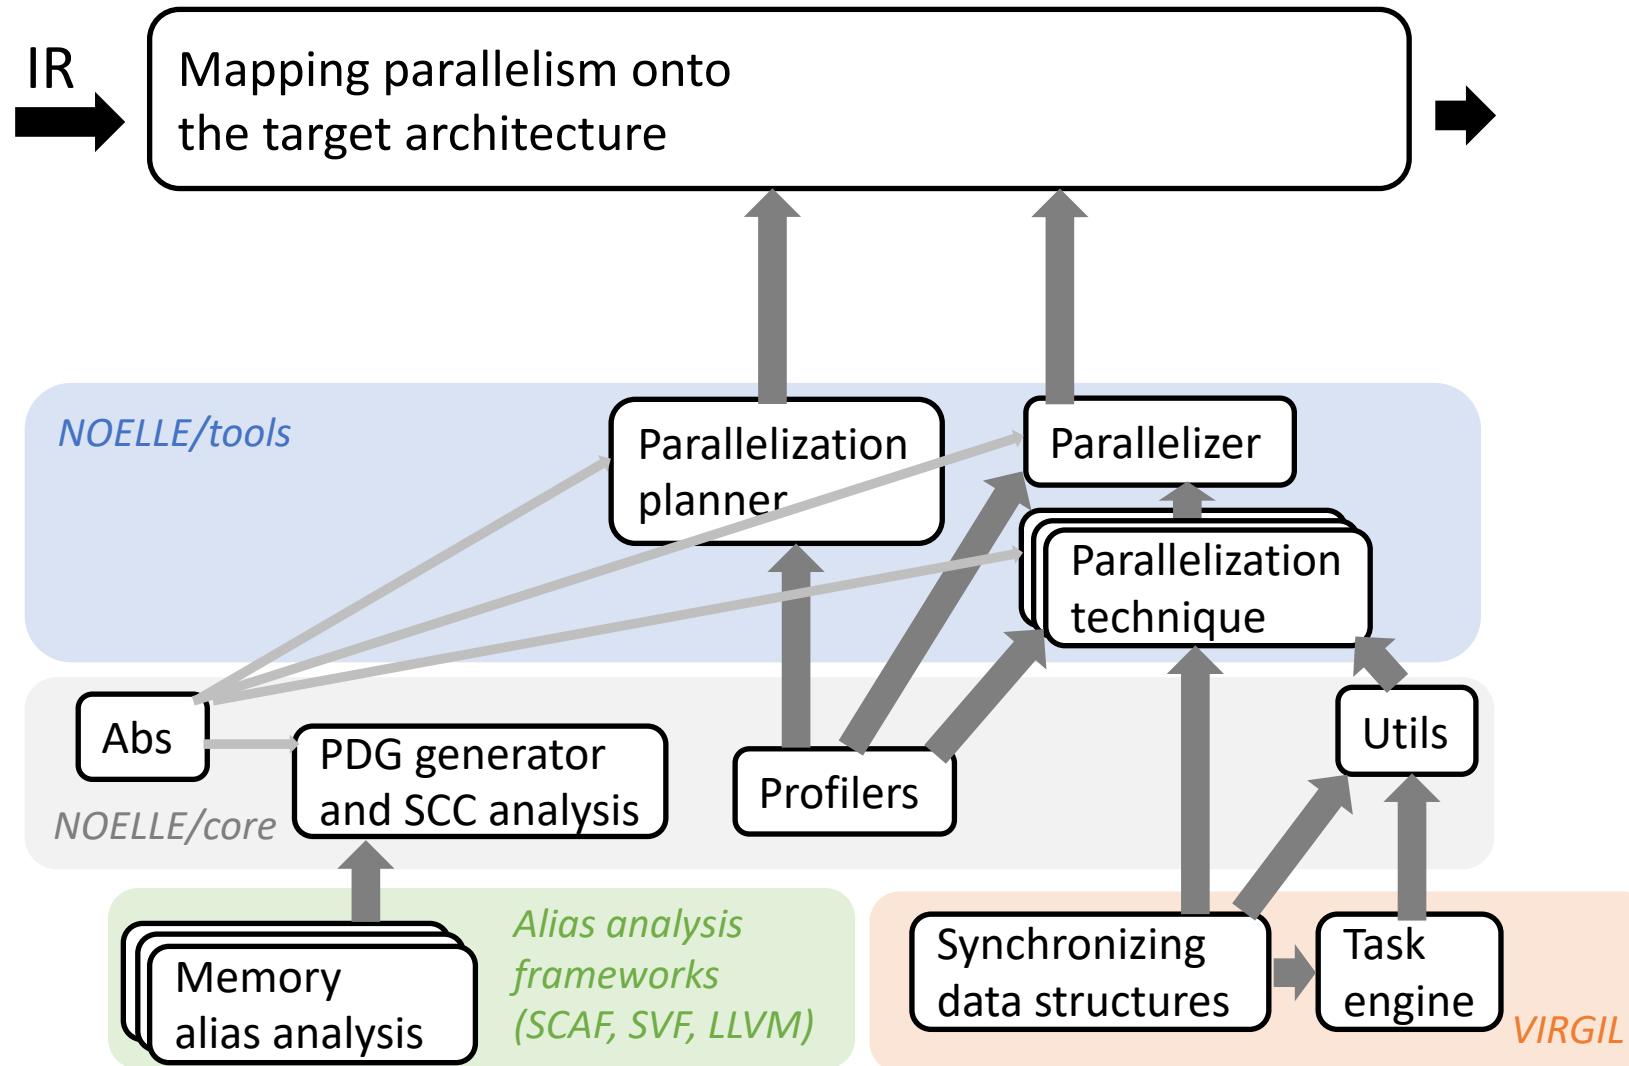 IR
Mapping parallelism onto
the target architecture
NOELLE/tools
Parallelization
planner
Parallelizer
Parallelization
technique
Abs
PDG generator
and SCC analysis
Profilers
Utils
NOELLE/core
Memory
alias analysis
Alias analysis
frameworks
(SCAF, SVF, LLVM)
Synchronizing
data structures
Task
engine
VIRGIL